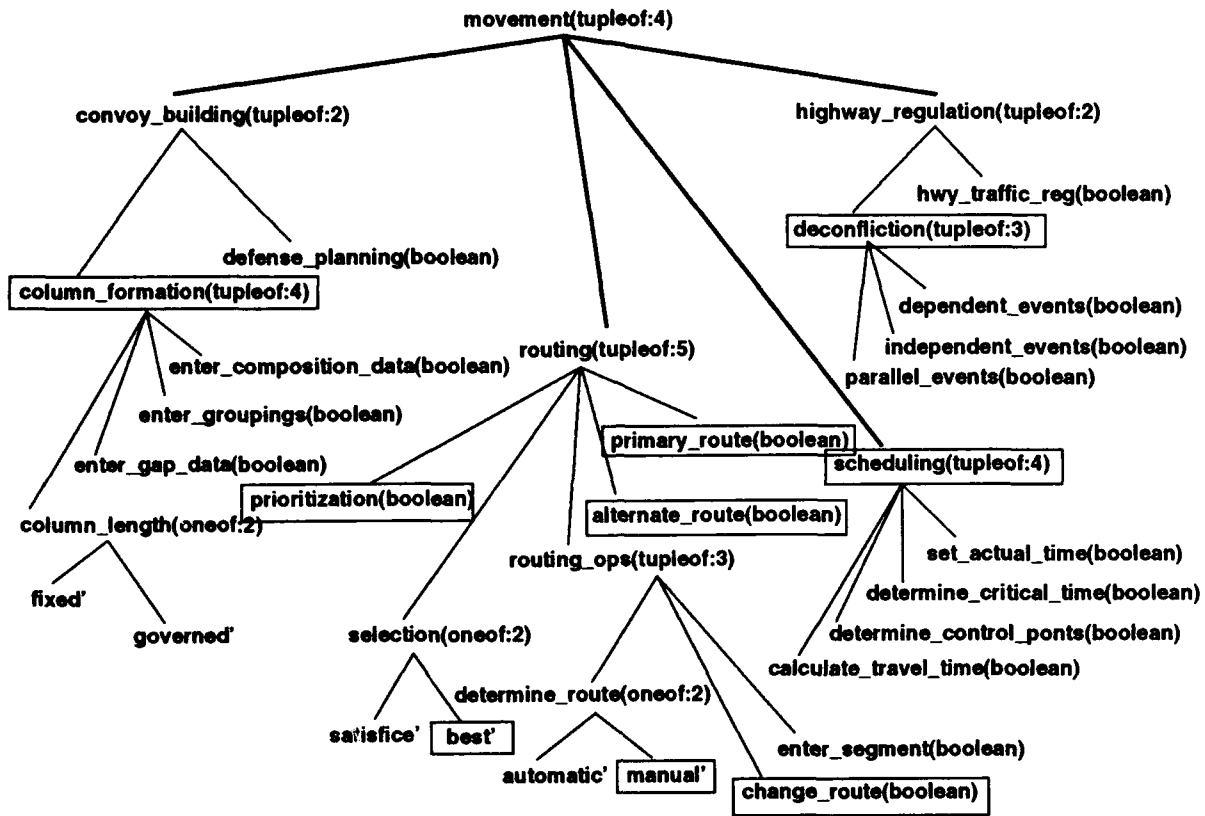 movement(tupleof:4)
convoy_building(tupleof:2)
highway_regulation(tupleof:2)
hwy_traffic_reg(boolean)
deconfliction(tupleof:3)
defense_planning(boolean)
column_formation(tupleof:4)
dependent_events(boolean)
independent_events(boolean)
parallel_events(boolean)
routing(tupleof:5)
enter_composition_data(boolean)
enter_groupings(boolean)
primary_route(boolean)
enter_gap_data(boolean)
scheduling(tupleof:4)
prioritization(boolean)
alternate_route(boolean)
column_length(oneof:2)
routing_ops(tupleof:3)
set_actual_time(boolean)
fixed'
determine_critical_time(boolean)
governed'
selection(oneof:2)
determine_control_ponts(boolean)
calculate_travel_time(boolean)
determine_route(oneof:2)
satisfice'
best'
enter_segment(boolean)
automatic'
manual'
change_route(boolean)